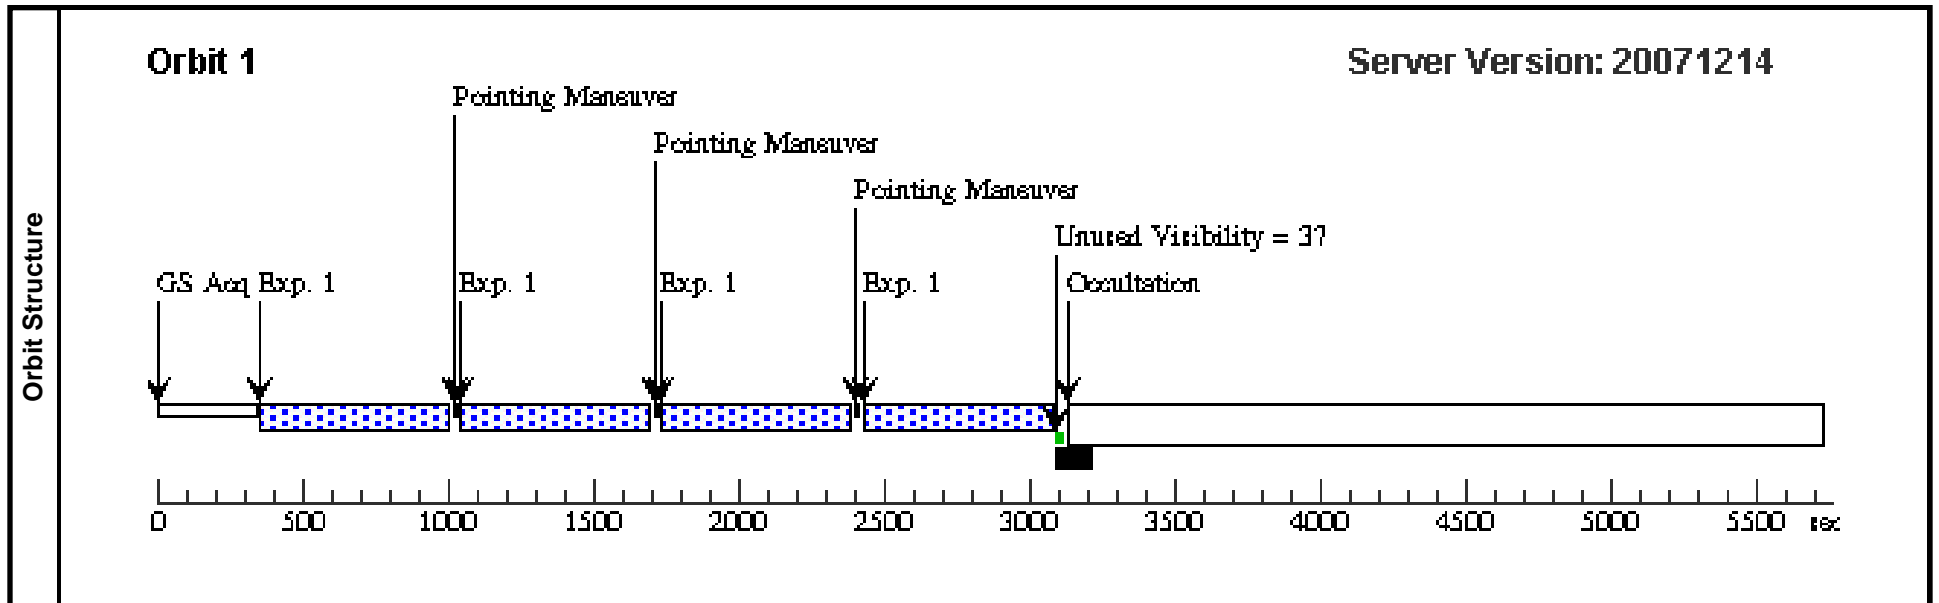 Orbit Structure
Orbit 1
Server Version: 20071214
Pointing Maneuver
Pointing Maneuver
Pointing Maneuver
Unused Visibility = 37
GS Acq Exp. 1 Exp. 1 Exp. 1 Exp. 1 Occultation
0 500 1000 1500 2000 2500 3000 3500 4000 4500 5000 5500 sec